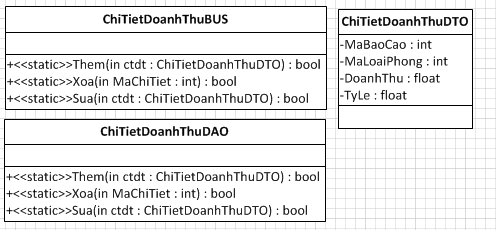 ChiTietDoanhThuBUS
+<<static>>Them(in ctdt : ChiTietDoanhThuDTO) : bool
+<<static>>Xoa(in MaChiTiet : int) : bool
+<<static>>Sua(in ctdt : ChiTietDoanhThuDTO) : bool
ChiTietDoanhThuDAO
+<<static>>Them(in ctdt : ChiTietDoanhThuDTO) : bool
+<<static>>Xoa(in MaChiTiet : int) : bool
+<<static>>Sua(in ctdt : ChiTietDoanhThuDTO) : bool
ChiTietDoanhThuDTO
-MaBaoCao : int
-MaLoaiPhong : int
-DoanhThu : float
-TyLe : float